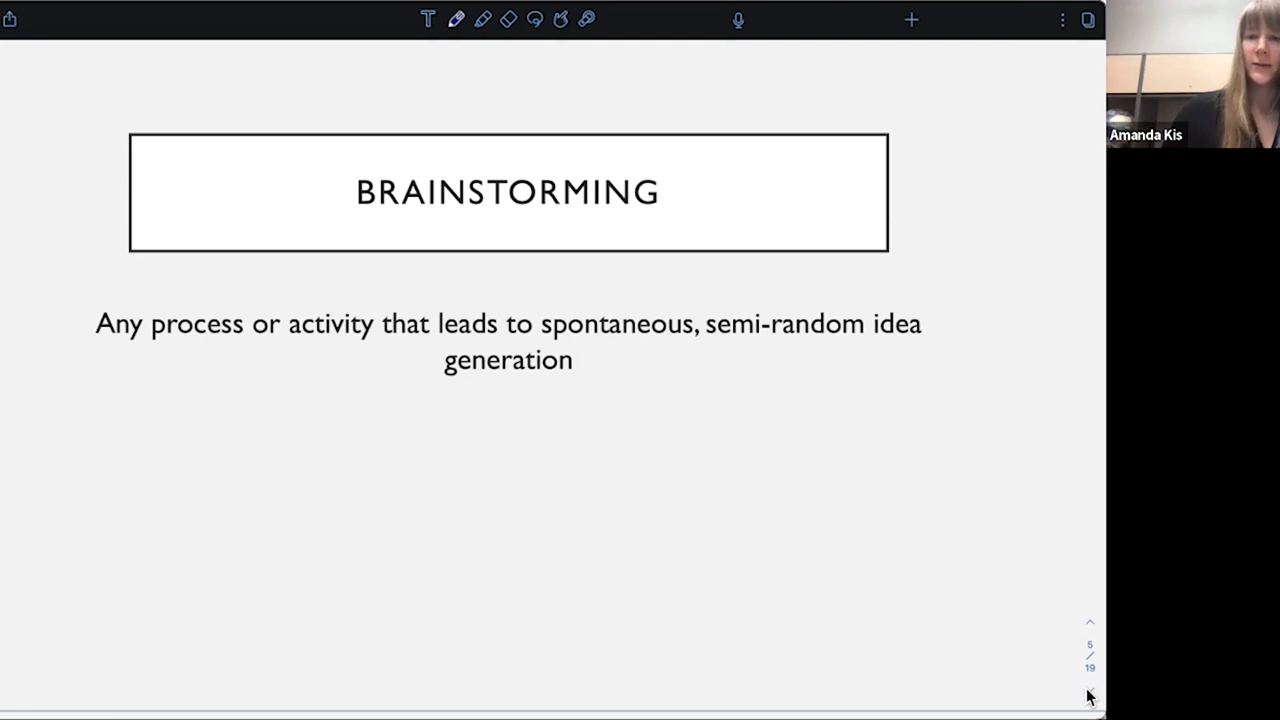 BRAINSTORMING
Any process or activity that leads to spontaneous, semi-random idea
generation
Amanda Kis
5
/
19